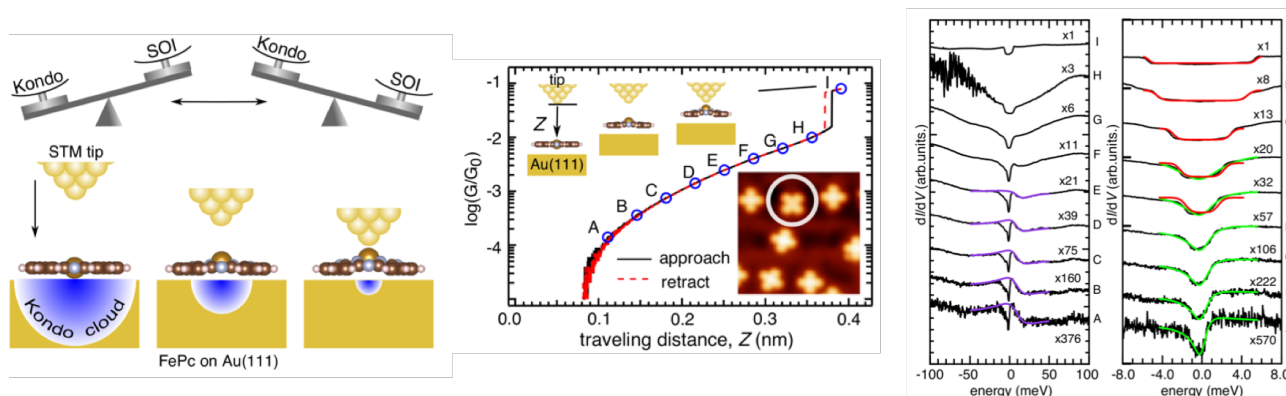 Kondo
SOI
Kondo
SOI
STM tip
Kondo cloud
FePc on Au(111)
log(G/G0)
-1
-2
-3
-4
tip
Z
Au(111)
A
B
C
D
E
F
G
H
I
approach
retract
0.0
0.1
0.2
0.3
0.4
traveling distance, Z (nm)
dI/dV (arb.units.)
x1
I
x3
H
x6
G
x11
F
x21
E
x39
D
x75
C
x160
B
A
x376
-100
-50
0
50
100
energy (meV)
dI/dV (arb.units.)
x1
x8
x13
x20
x32
x57
x106
x222
x570
-8.0
-4.0
0
4.0
8.0
energy (meV)